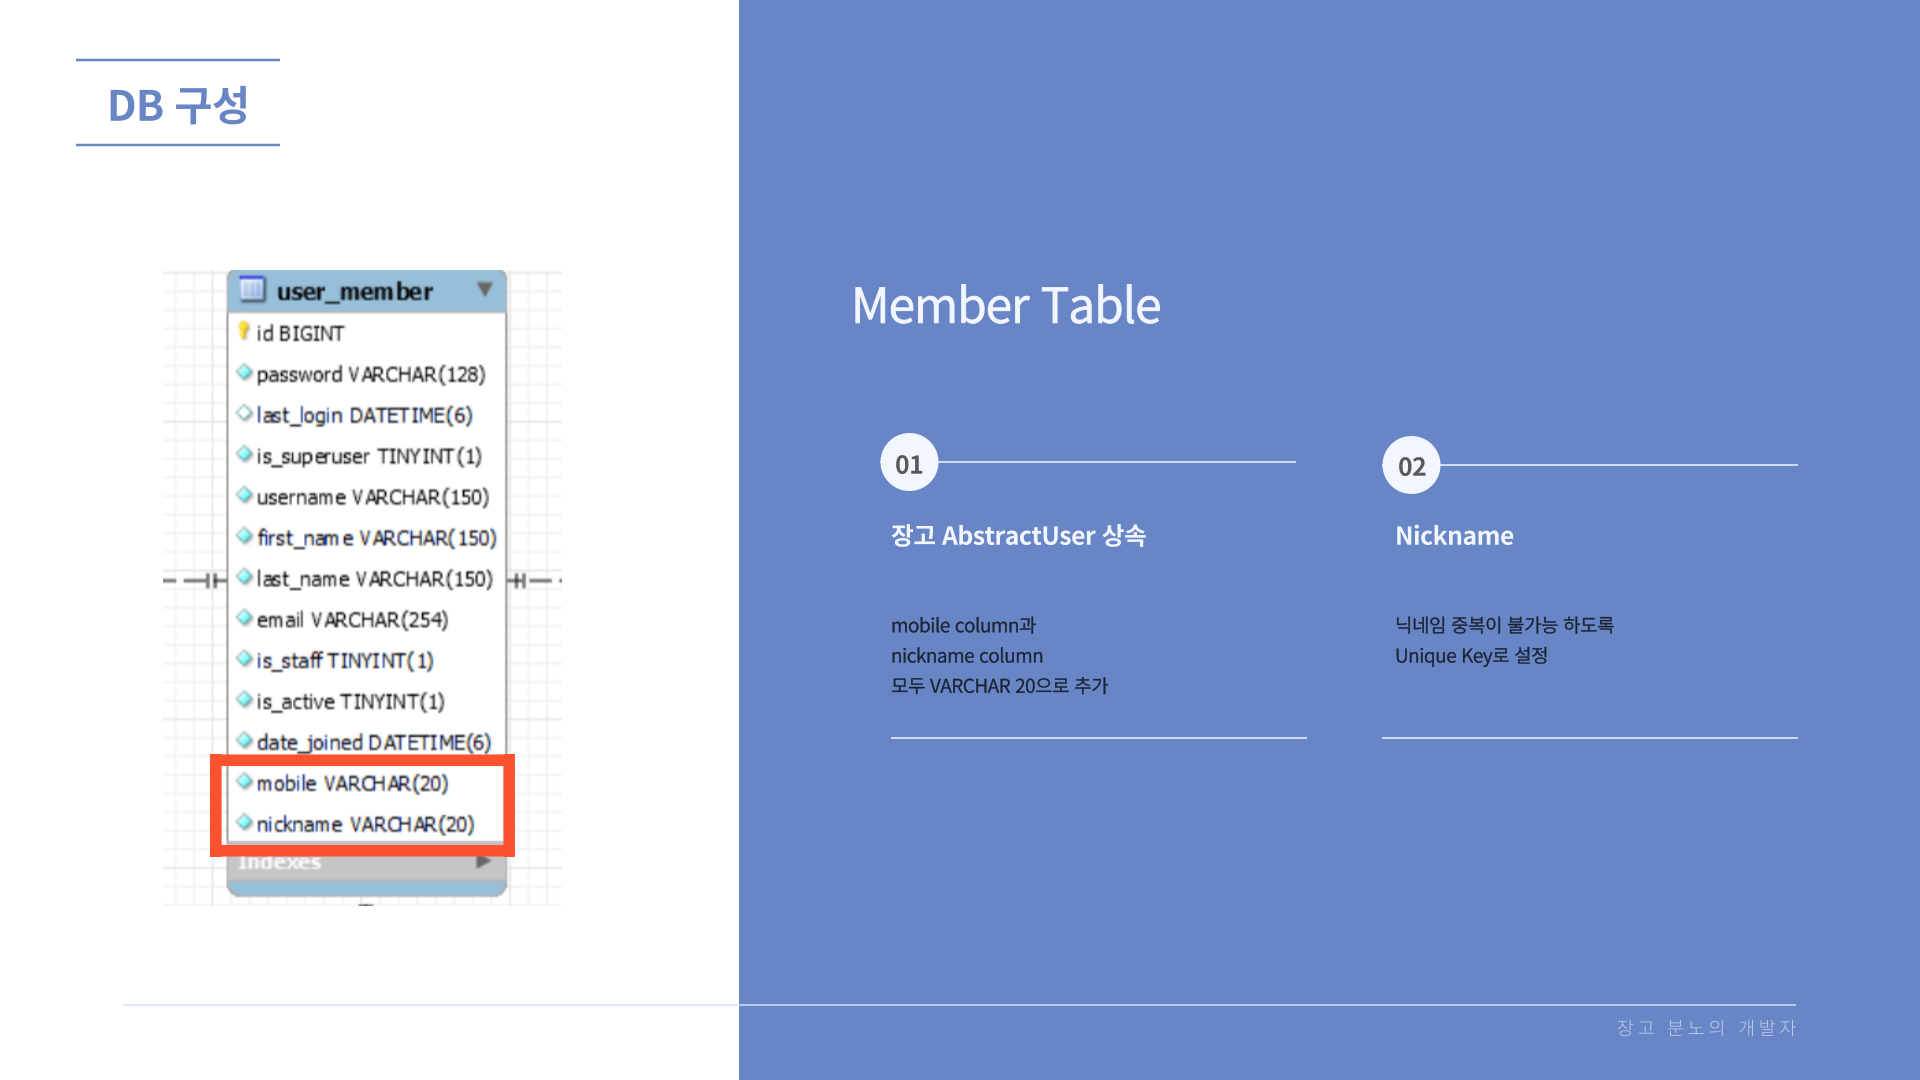 DB 구성
user_member
id BIGINT
password VARCHAR(128)
last_login DATETIME(6)
is_superuser TINYINT(1)
username VARCHAR(150)
first_name VARCHAR(150)
last_name VARCHAR(150)
email VARCHAR(254)
is_staff TINYINT(1)
is_active TINYINT(1)
date_joined DATETIME(6)
mobile VARCHAR(20)
nickname VARCHAR(20)
Indexes
Member Table
01
장고 AbstractUser 상속
mobile column과
nickname column
모두 VARCHAR 20으로 추가
02
Nickname
닉네임 중복이 불가능 하도록
Unique Key로 설정
장고 분노의 개발자